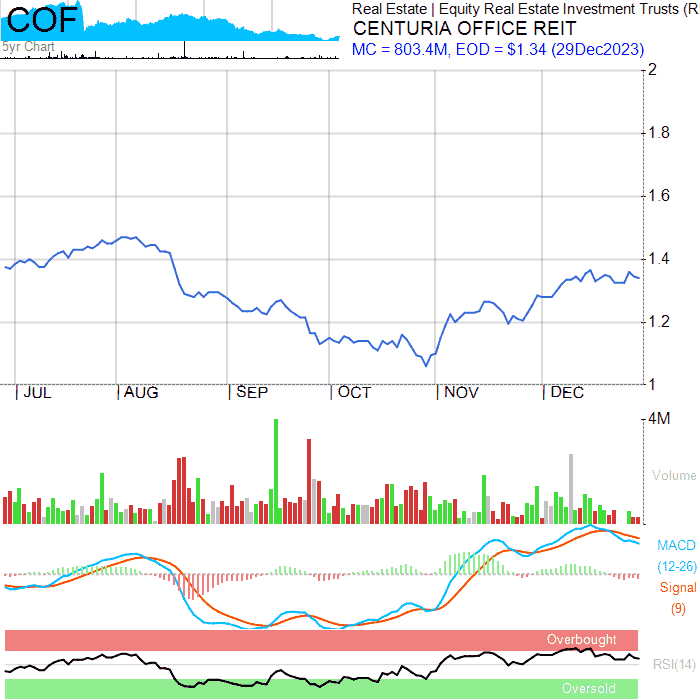 COF
5yr Chart
Real Estate | Equity Real Estate Investment Trusts (R
CENTURIA OFFICE REIT
MC = 803.4M, EOD = $1.34 (29Dec2023)
2
1.8
1.6
1.4
1.2
1
JUL
AUG
SEP
OCT
NOV
DEC
4M
Volume
MACD
(12-26)
Signal
(9)
Overbought
RSI(14)
Oversold